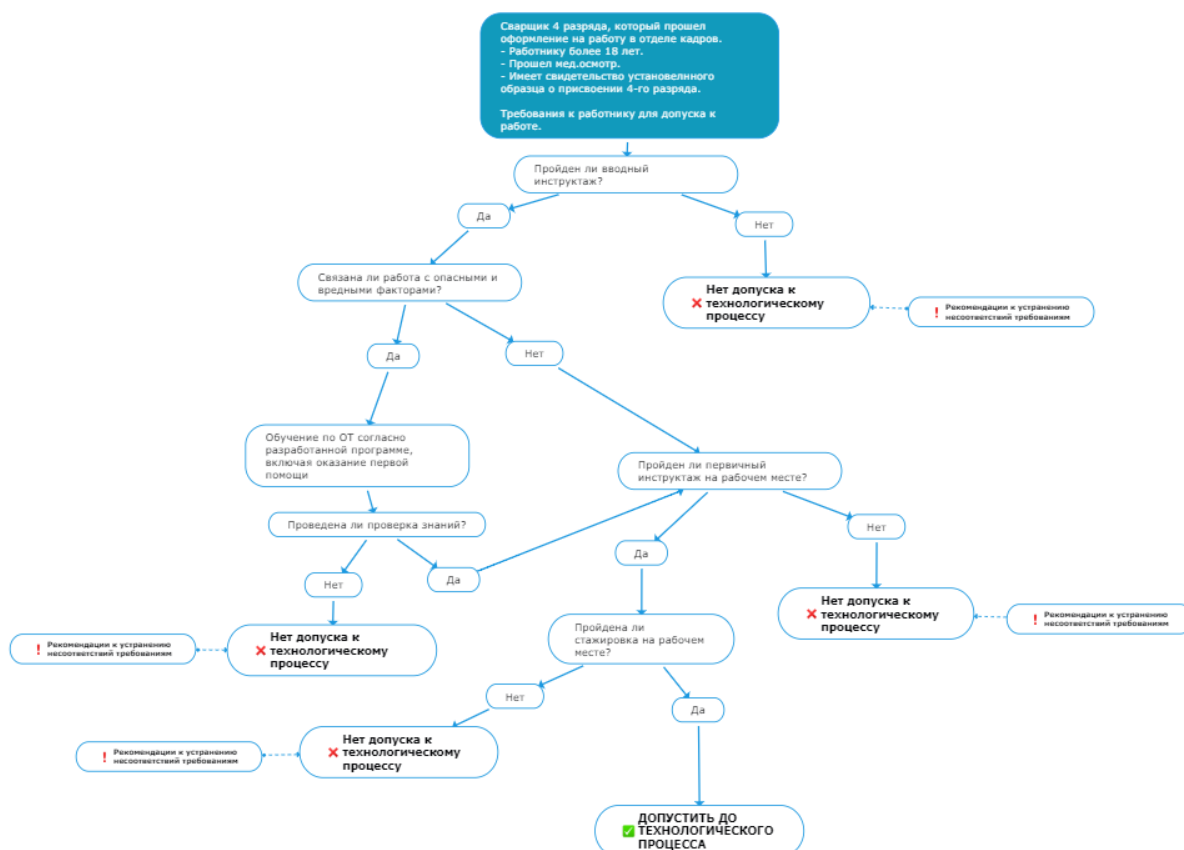 Сварщик 4 разряда, который прошел
оформление на работу в отделе кадров.
- Работнику более 18 лет.
- Прошел мед.осмотр.
- Имеет свидетельство установелнного
образца о присвоении 4-го разряда.
Требования к работнику для допуска к
работе.
Пройден ли вводный
инструктаж?
Да
Нет
Связана ли работа с опасными и
вредными факторами?
Нет допуска к
технологическому
процессу
Рекомендации к устранению
несоответствий требованиям
Да
Нет
Обучение по ОТ согласно
разработанной программе,
включая оказание первой
помощи
Пройден ли первичный
инструктаж на рабочем месте?
Проведена ли проверка знаний?
Нет
Да
Да
Нет
Нет допуска к
технологическому
процессу
Рекомендации к устранению
несоответствий требованиям
Нет допуска к
технологическому
процессу
Рекомендации к устранению
несоответствий требованиям
Пройдена ли
стажировка на рабочем
месте?
Нет
Да
Нет допуска к
технологическому
процессу
Рекомендации к устранению
несоответствий требованиям
ДОПУСТИТЬ ДО
ТЕХНОЛОГИЧЕСКОГО
ПРОЦЕССА